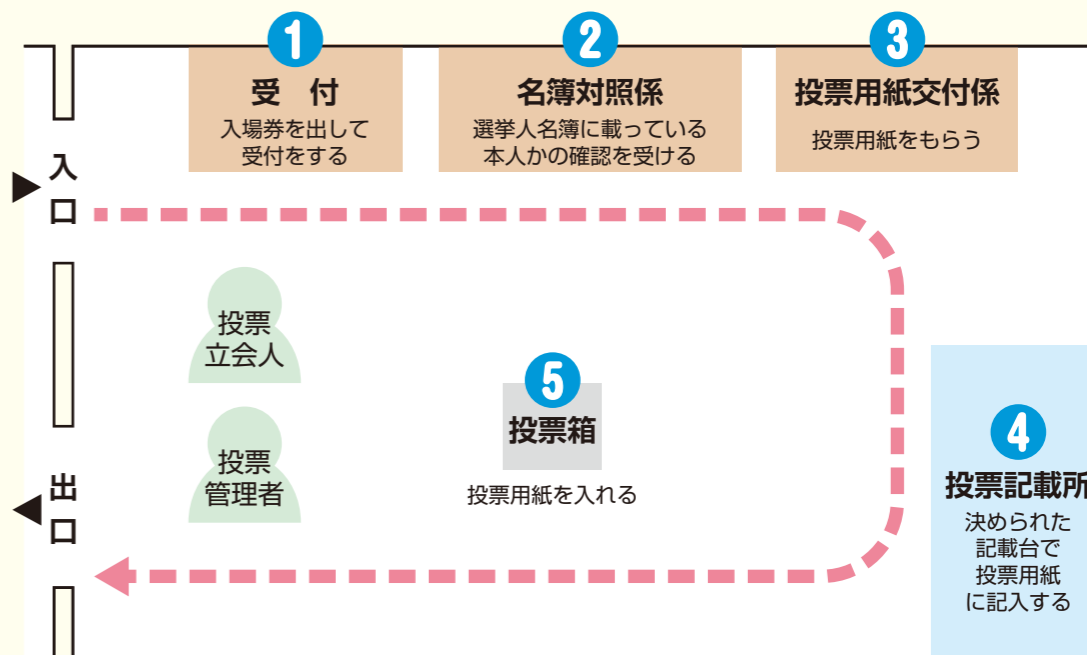 1
受　付
入場券を出して
受付をする
2
名簿対照係
選挙人名簿に載っている
本人かの確認を受ける
3
投票用紙交付係
投票用紙をもらう
入口
投票
立会人
投票
管理者
5
投票箱
投票用紙を入れる
4
投票記載所
決められた
記載台で
投票用紙
に記入する
出口